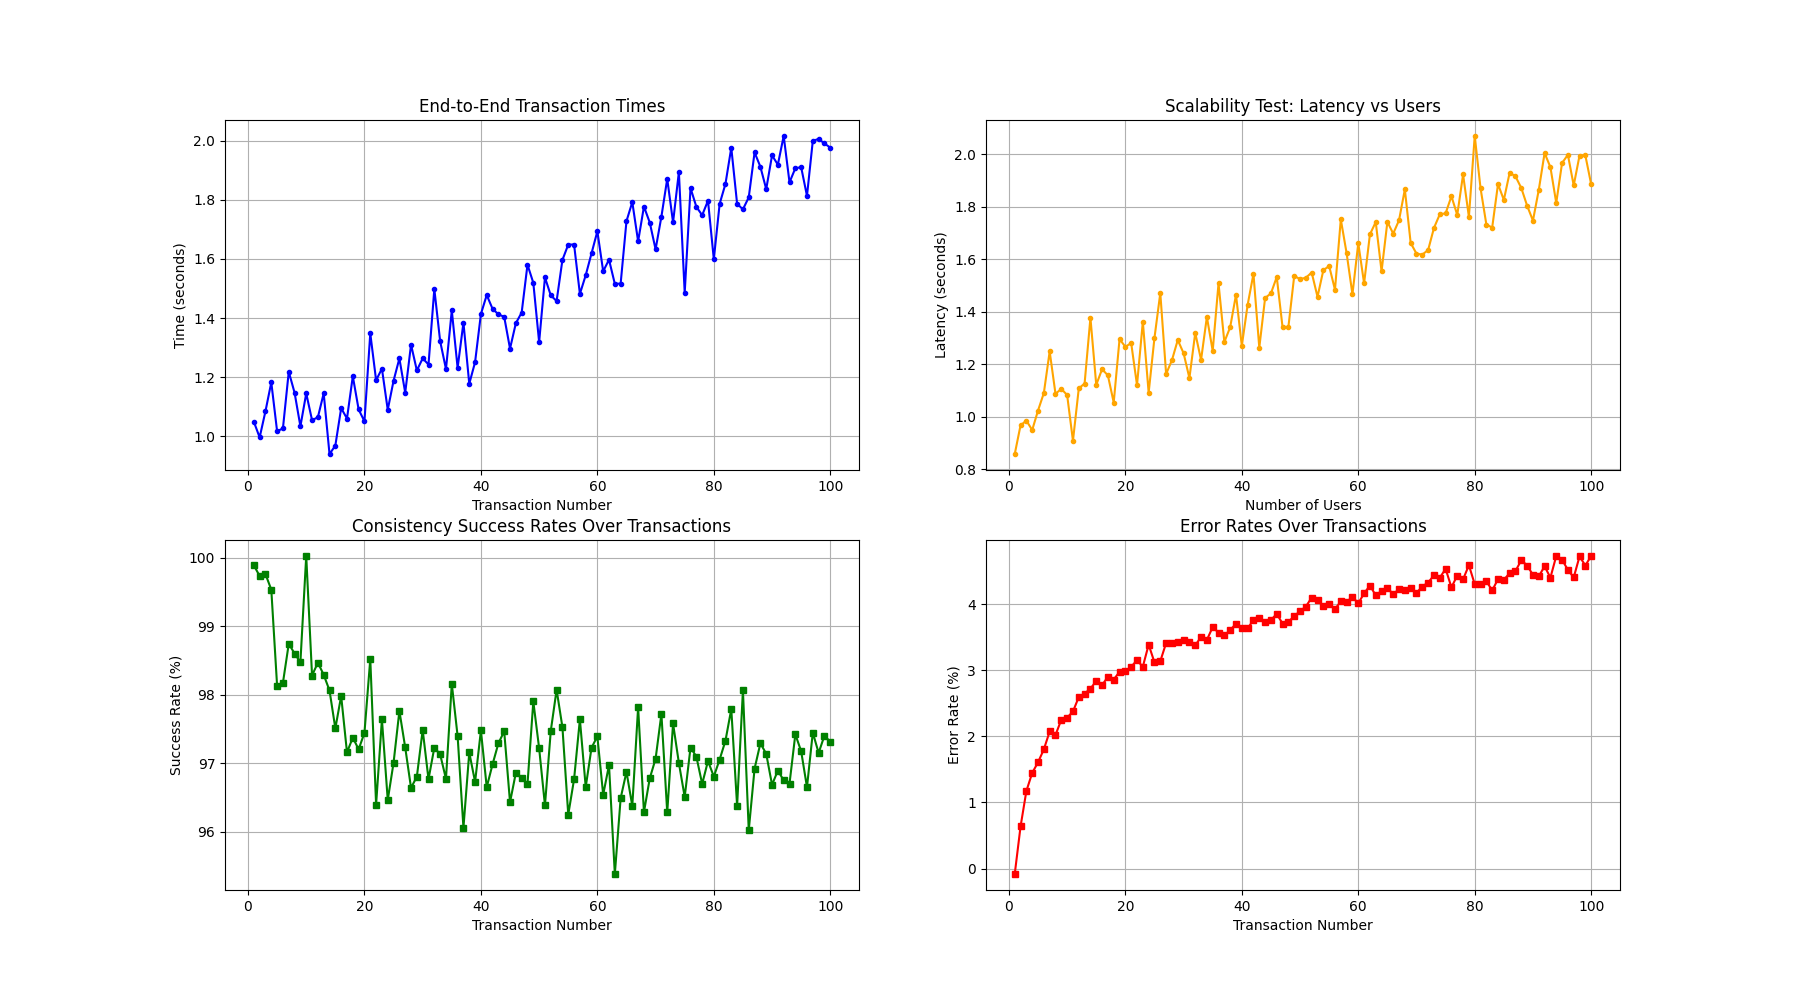 End-to-End Transaction Times
Time (seconds)
2.0
1.8
1.6
1.4
1.2
1.0
0 20 40 60 80 100
Transaction Number
Scalability Test: Latency vs Users
Latency (seconds)
2.0
1.8
1.6
1.4
1.2
1.0
0.8
0 20 40 60 80 100
Number of Users
Consistency Success Rates Over Transactions
Success Rate (%)
100
99
98
97
96
0 20 40 60 80 100
Transaction Number
Error Rates Over Transactions
Error Rate (%)
4
3
2
1
0
0 20 40 60 80 100
Transaction Number